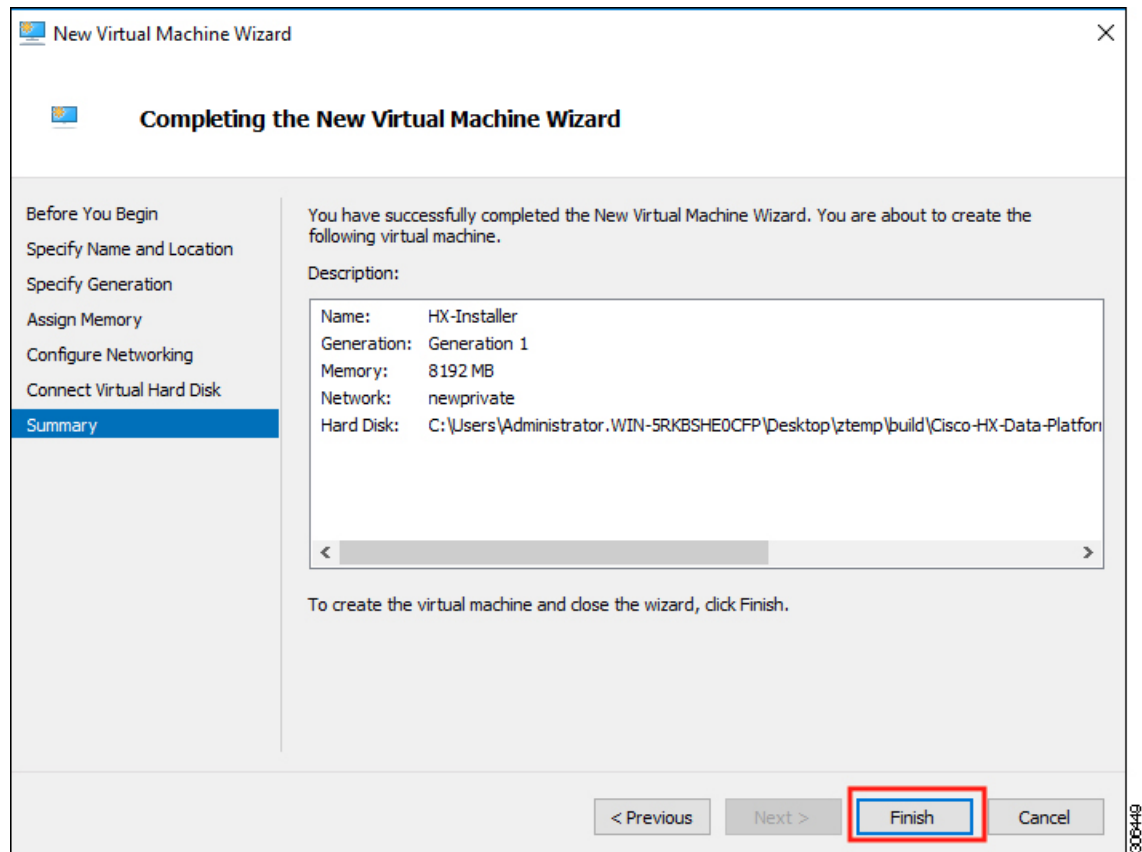 New Virtual Machine Wizard
Completing the New Virtual Machine Wizard
Before You Begin
Specify Name and Location
Specify Generation
Assign Memory
Configure Networking
Connect Virtual Hard Disk
Summary
You have successfully completed the New Virtual Machine Wizard. You are about to create the
following virtual machine.
Description:
Name: HX-Installer
Generation: Generation 1
Memory: 8192 MB
Network: newprivate
Hard Disk: C:\Users\Administrator.WIN-5RKBSHE0CFP\Desktop\ztemp\build\Cisco-HX-Data-Platforn
To create the virtual machine and close the wizard, click Finish.
< Previous
Next >
Finish
Cancel
306449